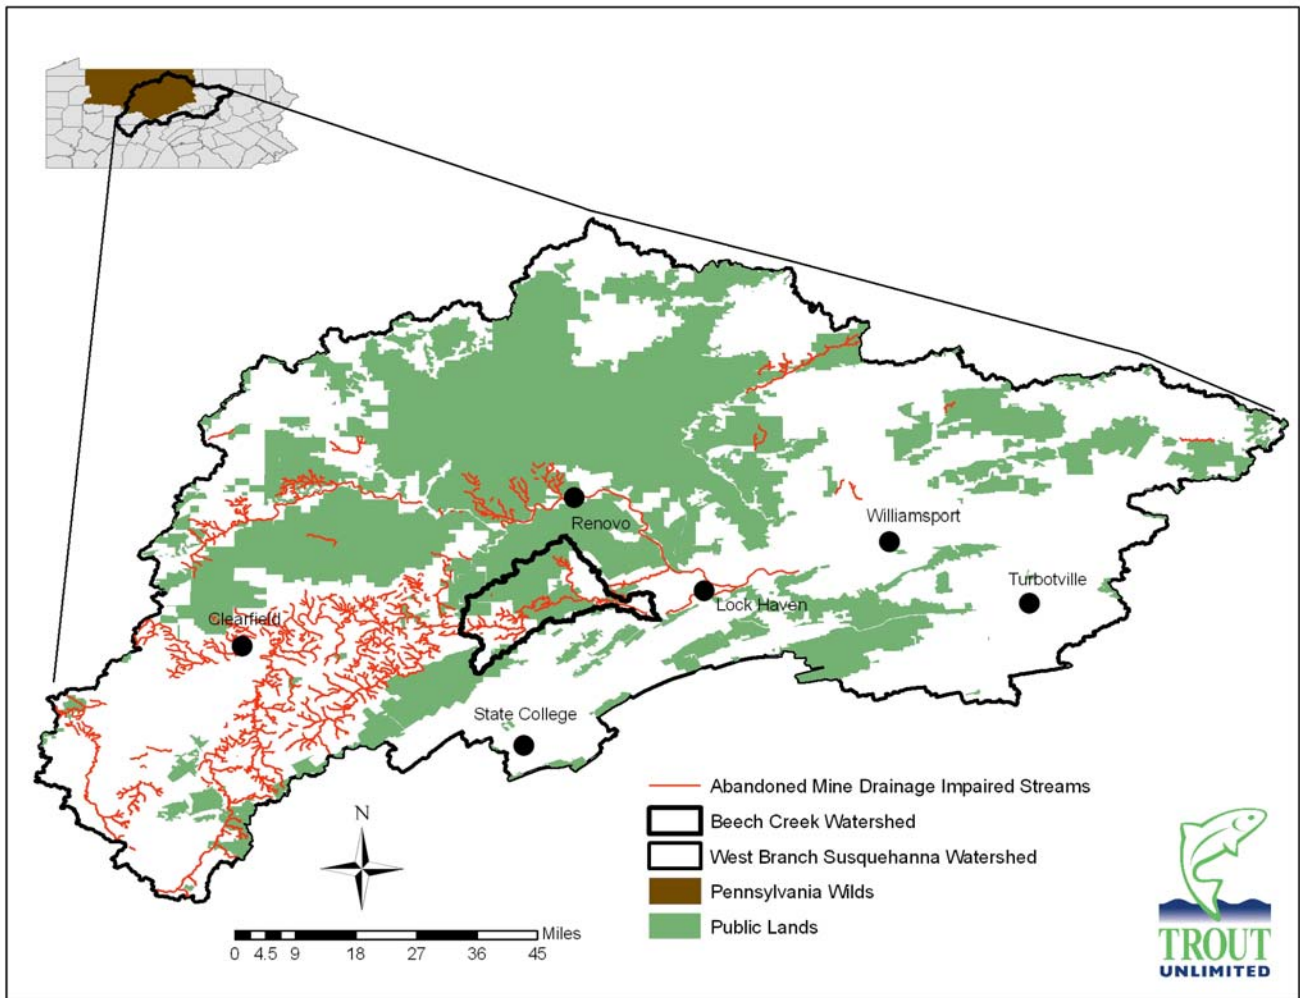 Renovo
Williamsport
Turbotville
Lock Haven
Clearfield
State College
N
Abandoned Mine Drainage Impaired Streams
Beech Creek Watershed
West Branch Susquehanna Watershed
Pennsylvania Wilds
Public Lands
Miles
0 4.5 9 18 27 36 45
TROUT
UNLIMITED